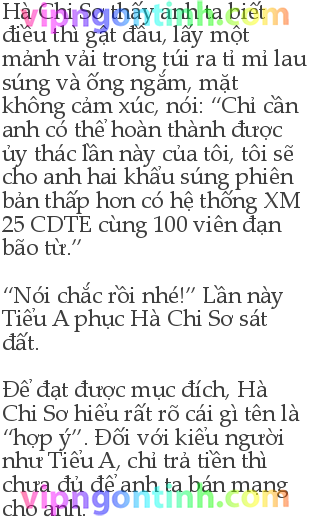 Hà Chi Sơ thấy anh ta biết
điều thì gật đầu, lấy một
mảnh vải trong túi ra tỉ mỉ lau
súng và ống ngắm, mặt
không cảm xúc, nói: “Chỉ cần
anh có thể hoàn thành được
ủy thác lần này của tôi, tôi sẽ
cho anh hai khẩu súng phiên
bản thấp hơn có hệ thống XM
25 CDTE cùng 100 viên đạn
bão từ.”
“Nói chắc rồi nhé!” Lần này
Tiểu A phục Hà Chi Sơ sát
đất.
Để đạt được mục đích, Hà
Chi Sơ hiểu rất rõ cái gì tên là
“hợp ý”. Đối với kiểu người
như Tiểu A, chỉ trả tiền thì
chưa đủ để anh ta bán mạng
cho anh.
vipngontinh.com
vipngontinh.com